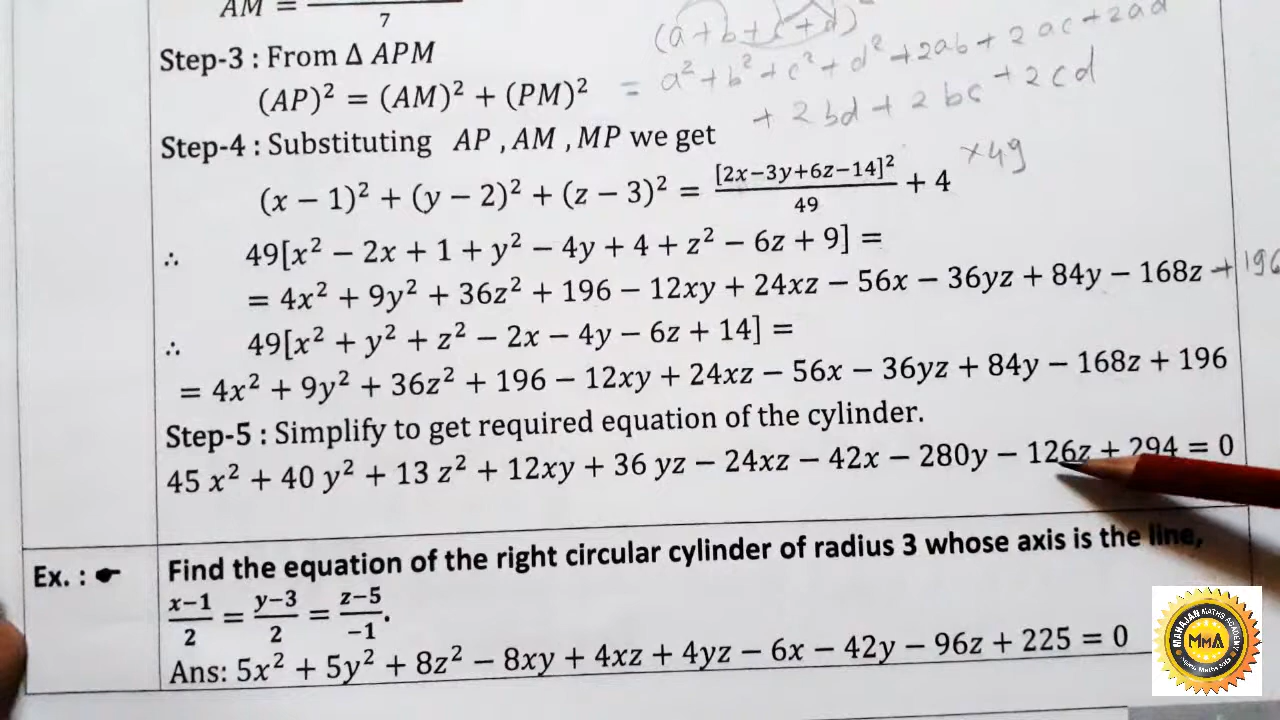 AM = 
7
Step-3 : From Δ APM
(a+b+c+d)²
(AP)² = (AM)² + (PM)²
= a² + b² + c² + d² + 2ab + 2ac + 2ad
+ 2bd + 2bc + 2cd
Step-4 : Substituting AP , AM , MP we get
(x − 1)² + (y − 2)² + (z − 3)² = [2x−3y+6z−14]²/49 + 4 ×49
∴ 49[x² − 2x + 1 + y² − 4y + 4 + z² − 6z + 9] =
= 4x² + 9y² + 36z² + 196 − 12xy + 24xz − 56x − 36yz + 84y − 168z + 196
∴ 49[x² + y² + z² − 2x − 4y − 6z + 14] =
= 4x² + 9y² + 36z² + 196 − 12xy + 24xz − 56x − 36yz + 84y − 168z + 196
Step-5 : Simplify to get required equation of the cylinder.
45 x² + 40 y² + 13 z² + 12xy + 36 yz − 24xz − 42x − 280y − 126z + 294 = 0
Ex. : Find the equation of the right circular cylinder of radius 3 whose axis is the line,
x−1/2 = y−3/2 = z−5/−1.
Ans: 5x² + 5y² + 8z² − 8xy + 4xz + 4yz − 6x − 42y − 96z + 225 = 0
MAHAJAN MATHS ACADEMY
MMA